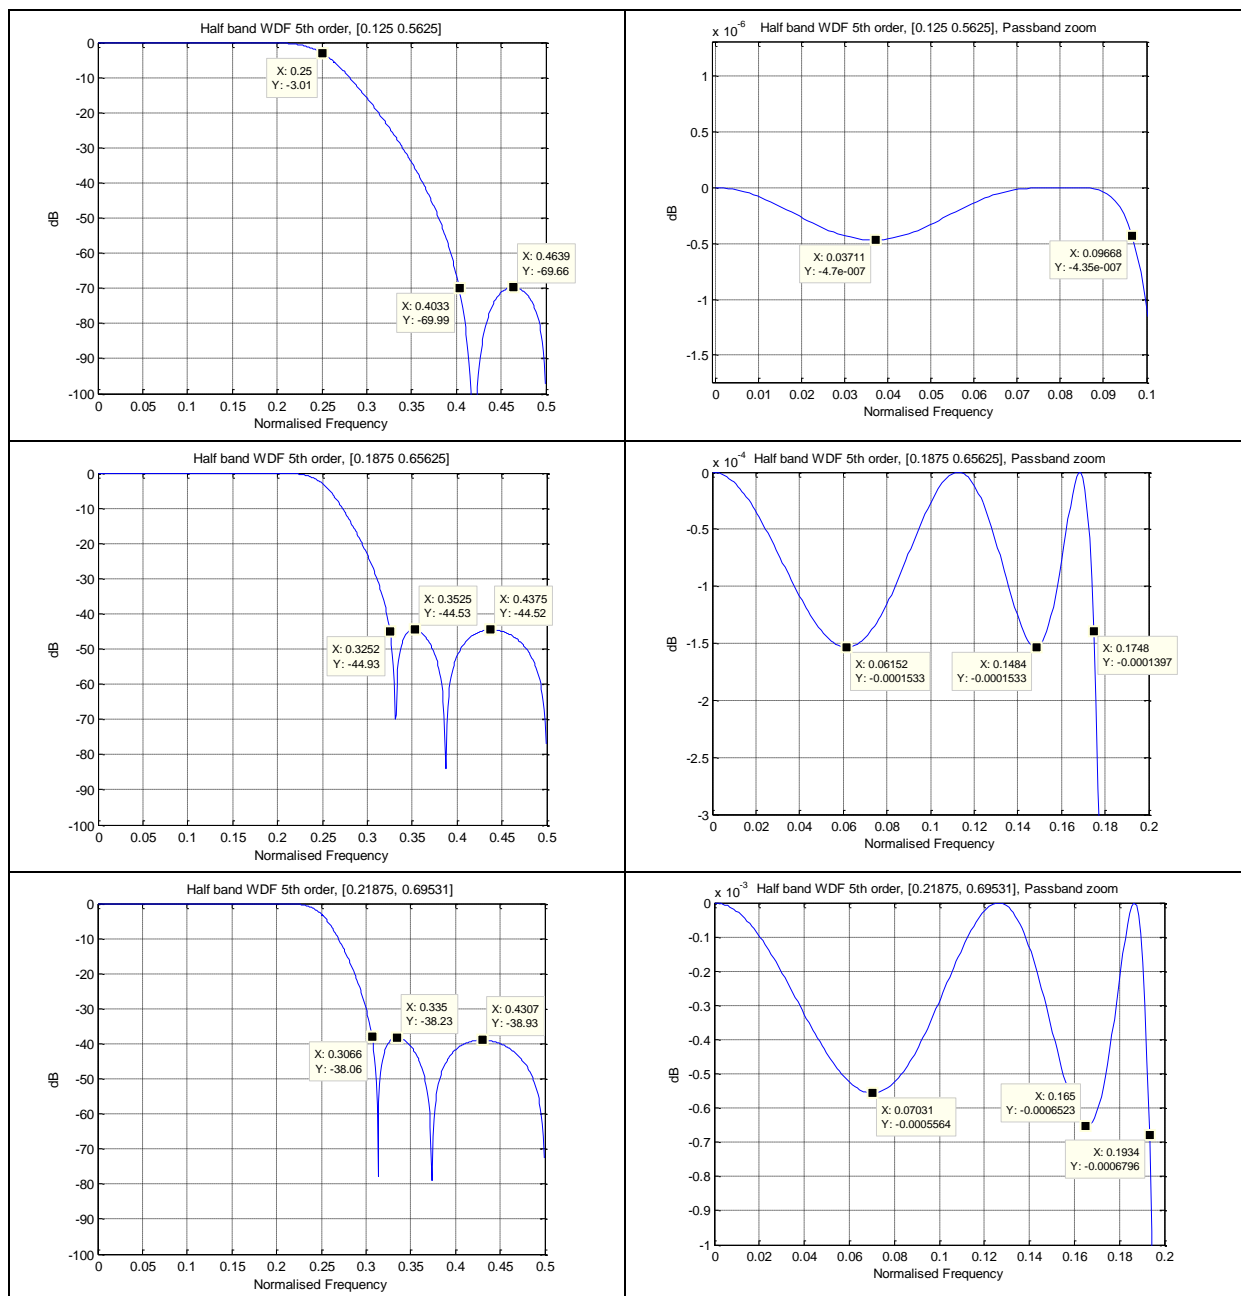 Half band WDF 5th order, [0.125 0.5625]
0
-10
-20
-30
-40
-50
-60
-70
-80
-90
-100
dB
X: 0.25
Y: -3.01
X: 0.4639
Y: -69.66
X: 0.4033
Y: -69.99
0 0.05 0.1 0.15 0.2 0.25 0.3 0.35 0.4 0.45 0.5
Normalised Frequency
x 10^-6
Half band WDF 5th order, [0.125 0.5625], Passband zoom
1
0.5
0
-0.5
-1
-1.5
dB
X: 0.03711
Y: -4.7e-007
X: 0.09668
Y: -4.35e-007
0 0.01 0.02 0.03 0.04 0.05 0.06 0.07 0.08 0.09 0.1
Normalised Frequency
Half band WDF 5th order, [0.1875 0.65625]
0
-10
-20
-30
-40
-50
-60
-70
-80
-90
-100
dB
X: 0.3525
Y: -44.53
X: 0.4375
Y: -44.52
X: 0.3252
Y: -44.93
0 0.05 0.1 0.15 0.2 0.25 0.3 0.35 0.4 0.45 0.5
Normalised Frequency
x 10^-4
Half band WDF 5th order, [0.1875 0.65625], Passband zoom
0
-0.5
-1
-1.5
-2
-2.5
-3
dB
X: 0.06152
Y: -0.0001533
X: 0.1484
Y: -0.0001533
X: 0.1748
Y: -0.0001397
0 0.02 0.04 0.06 0.08 0.1 0.12 0.14 0.16 0.18 0.2
Normalised Frequency
Half band WDF 5th order, [0.21875, 0.69531]
0
-10
-20
-30
-40
-50
-60
-70
-80
-90
-100
dB
X: 0.335
Y: -38.23
X: 0.4307
Y: -38.93
X: 0.3066
Y: -38.06
0 0.05 0.1 0.15 0.2 0.25 0.3 0.35 0.4 0.45 0.5
Normalised Frequency
x 10^-3
Half band WDF 5th order, [0.21875, 0.69531], Passband zoom
0
-0.1
-0.2
-0.3
-0.4
-0.5
-0.6
-0.7
-0.8
-0.9
-1
dB
X: 0.07031
Y: -0.0005564
X: 0.165
Y: -0.0006523
X: 0.1934
Y: -0.0006796
0 0.02 0.04 0.06 0.08 0.1 0.12 0.14 0.16 0.18 0.2
Normalised Frequency